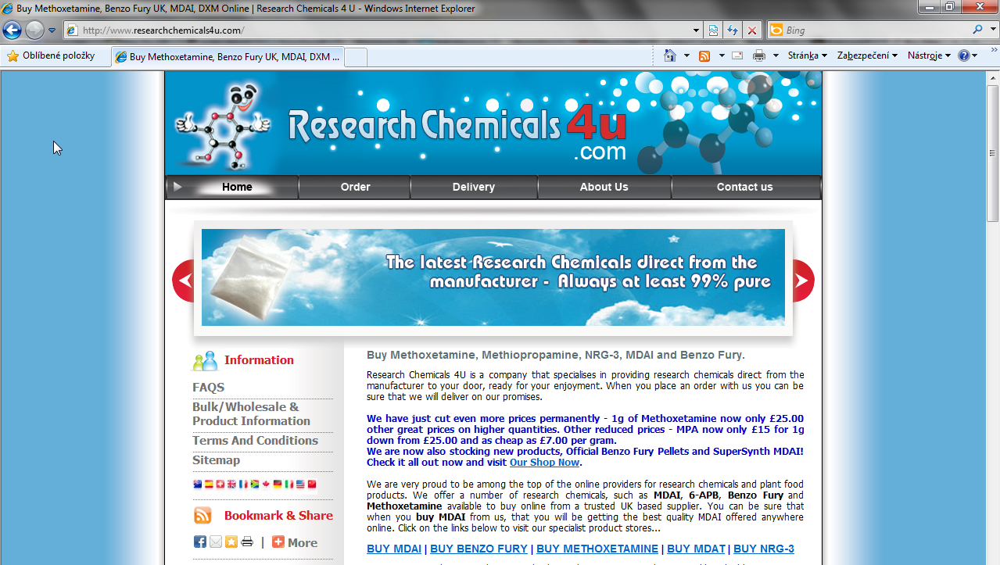 Buy Methoxetamine, Benzo Fury UK, MDAI, DXM Online | Research Chemicals 4 U - Windows Internet Explorer
http://www.researchchemicals4u.com/
Bing
Oblíbené položky
Buy Methoxetamine, Benzo Fury UK, MDAI, DXM ...
Stránka
Zabezpečení
Nástroje
Research Chemicals 4u
.com
Home
Order
Delivery
About Us
Contact us
The latest Research Chemicals direct from the
manufacturer - Always at least 99% pure
Information
FAQS
Bulk/Wholesale &
Product Information
Terms And Conditions
Sitemap
Bookmark & Share
| More
Buy Methoxetamine, Methiopropamine, NRG-3, MDAI and Benzo Fury.
Research Chemicals 4U is a company that specialises in providing research chemicals direct from the
manufacturer to your door, ready for your enjoyment. When you place an order with us you can be
sure that we will deliver on our promises.
We have just cut even more prices permanently - 1g of Methoxetamine now only £25.00
other great prices on higher quantities. Other reduced prices - MPA now only £15 for 1g
down from £25.00 and as cheap as £7.00 per gram.
We are now also stocking new products, Official Benzo Fury Pellets and SuperSynth MDAI!
Check it all out now and visit Our Shop Now.
We are very proud to be among the top of the online providers for research chemicals and plant food
products. We offer a number of research chemicals, such as MDAI, 6-APB, Benzo Fury and
Methoxetamine available to buy online from a trusted UK based supplier. You can be sure that
when you buy MDAI from us, that you will be getting the best quality MDAI offered anywhere
online. Click on the links below to visit our specialist product stores...
BUY MDAI | BUY BENZO FURY | BUY METHOXETAMINE | BUY MDAT | BUY NRG-3